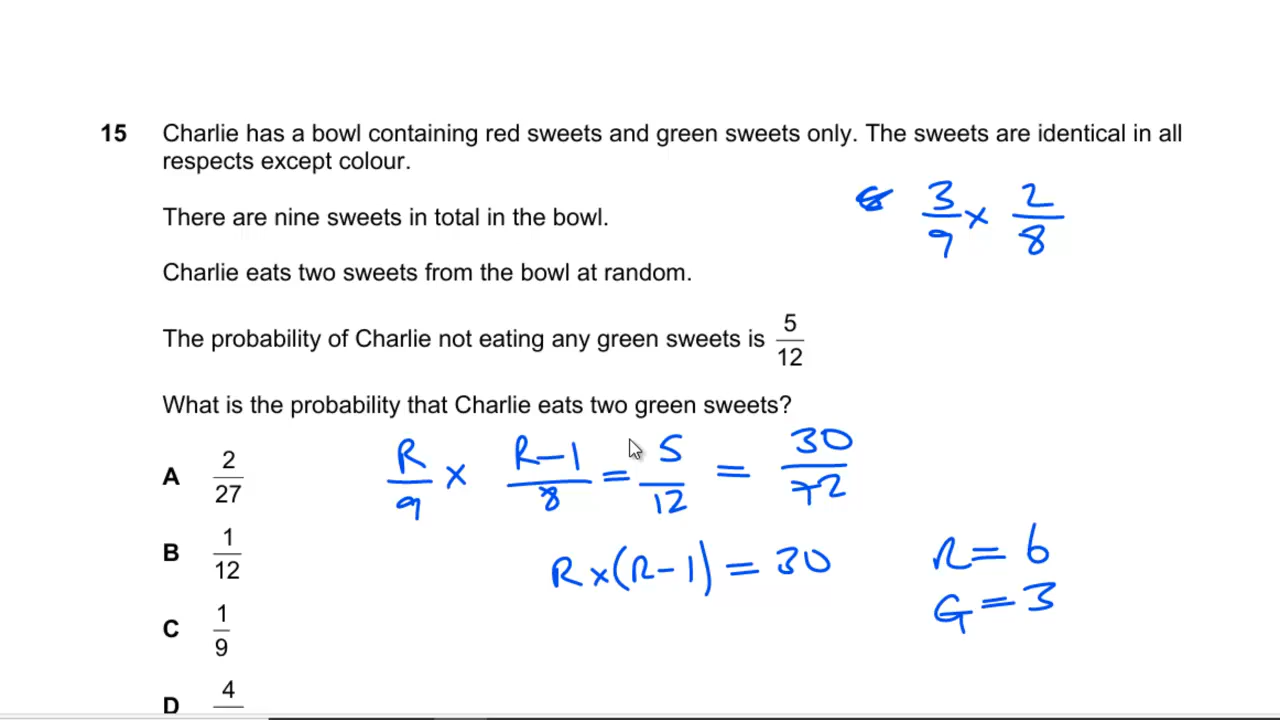 15 Charlie has a bowl containing red sweets and green sweets only. The sweets are identical in all
respects except colour.
There are nine sweets in total in the bowl.
G 3/9 × 2/8
Charlie eats two sweets from the bowl at random.
The probability of Charlie not eating any green sweets is 5/12
What is the probability that Charlie eats two green sweets?
R/9 × R-1/8 = 5/12 = 30/72
A 2/27
R×(R-1) = 30
R = 6
B 1/12
G = 3
C 1/9
D 4